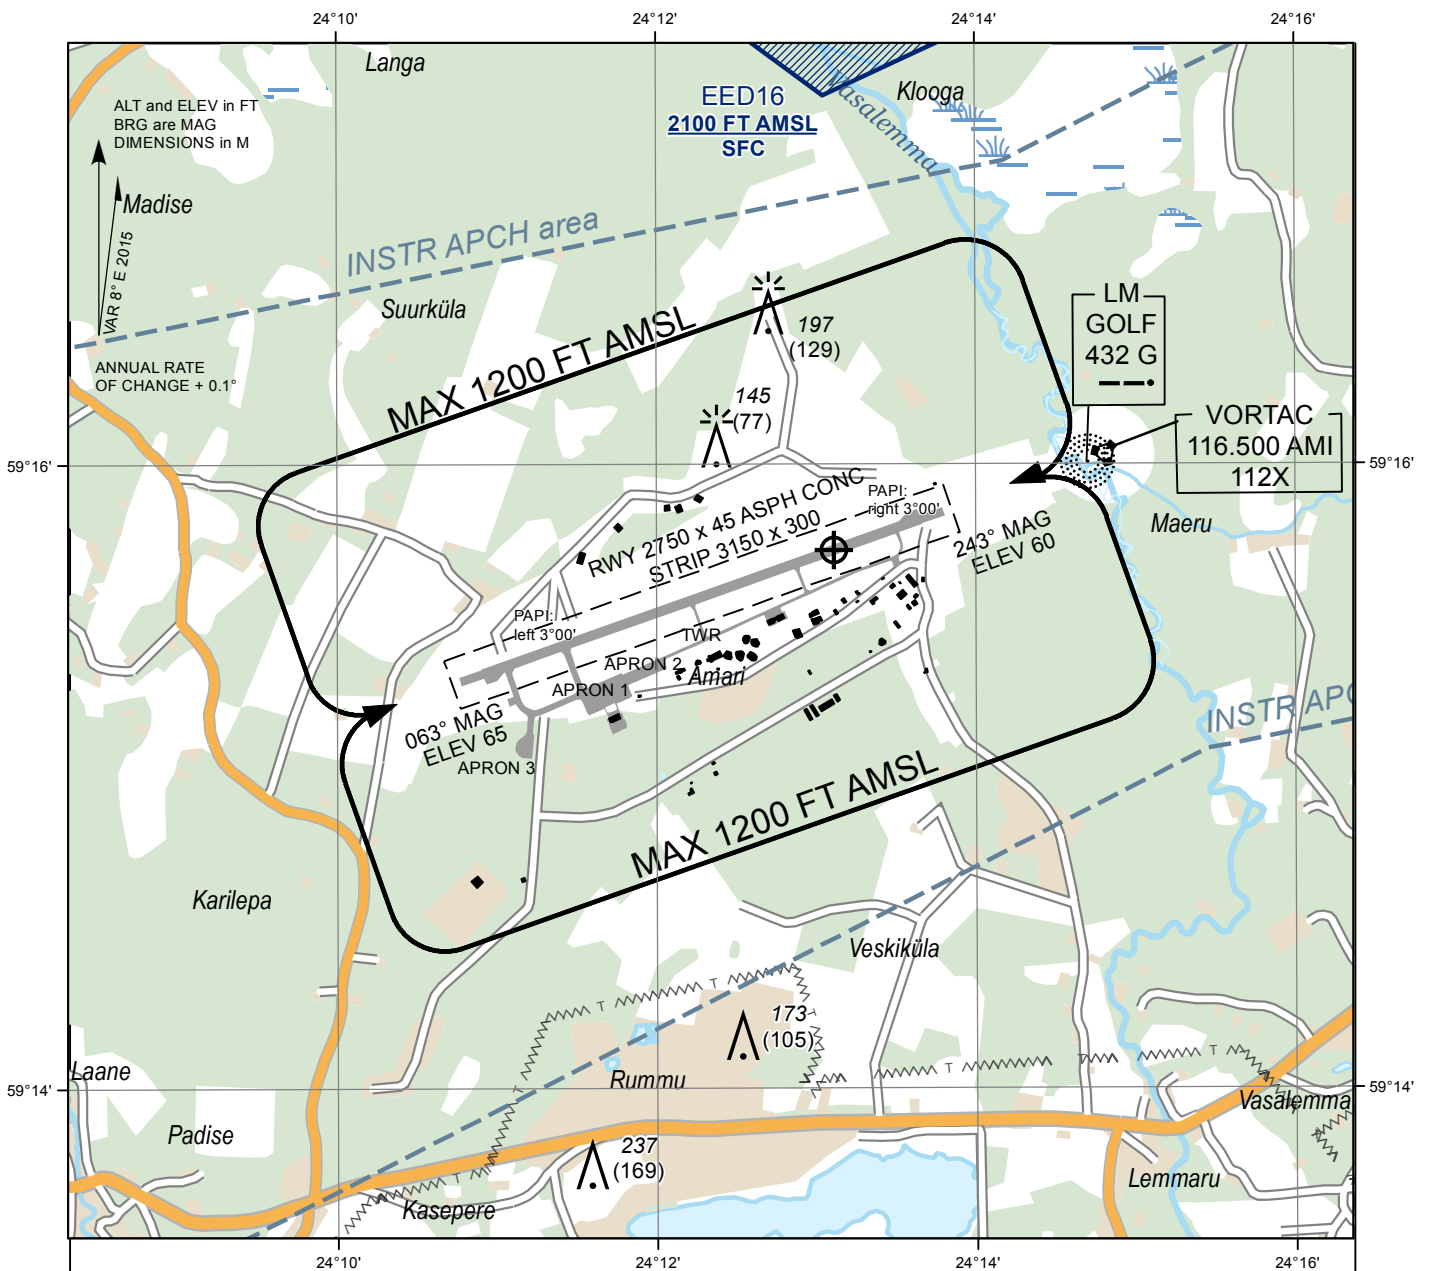 24°10'
24°12'
24°14'
24°16'
Langa
ALT and ELEV in FT
BRG are MAG
DIMENSIONS in M
EED16
2100 FT AMSL
SFC
Klooga
Vasalemma
Madise
VAR 8° E 2015
INSTR APCH area
Suurküla
ANNUAL RATE
OF CHANGE + 0.1°
MAX 1200 FT AMSL
197
(129)
145
(77)
LM
GOLF
432 G
VORTAC
116.500 AMI
112X
59°16'
59°16'
Maeru
PAPI:
right 3°00'
RWY 2750 x 45 ASPH CONC
STRIP 3150 x 300
243° MAG
ELEV 60
PAPI:
left 3°00'
TWR
APRON 2
Ämari
APRON 1
063° MAG
ELEV 65
APRON 3
INSTR APC
MAX 1200 FT AMSL
Karilepa
Veskiküla
T
T
173
(105)
T
T
T
T
Laane
Rummu
59°14'
59°14'
Vasalemma
Padise
237
(169)
T
Lemmaru
Kasepere
24°10'
24°12'
24°14'
24°16'